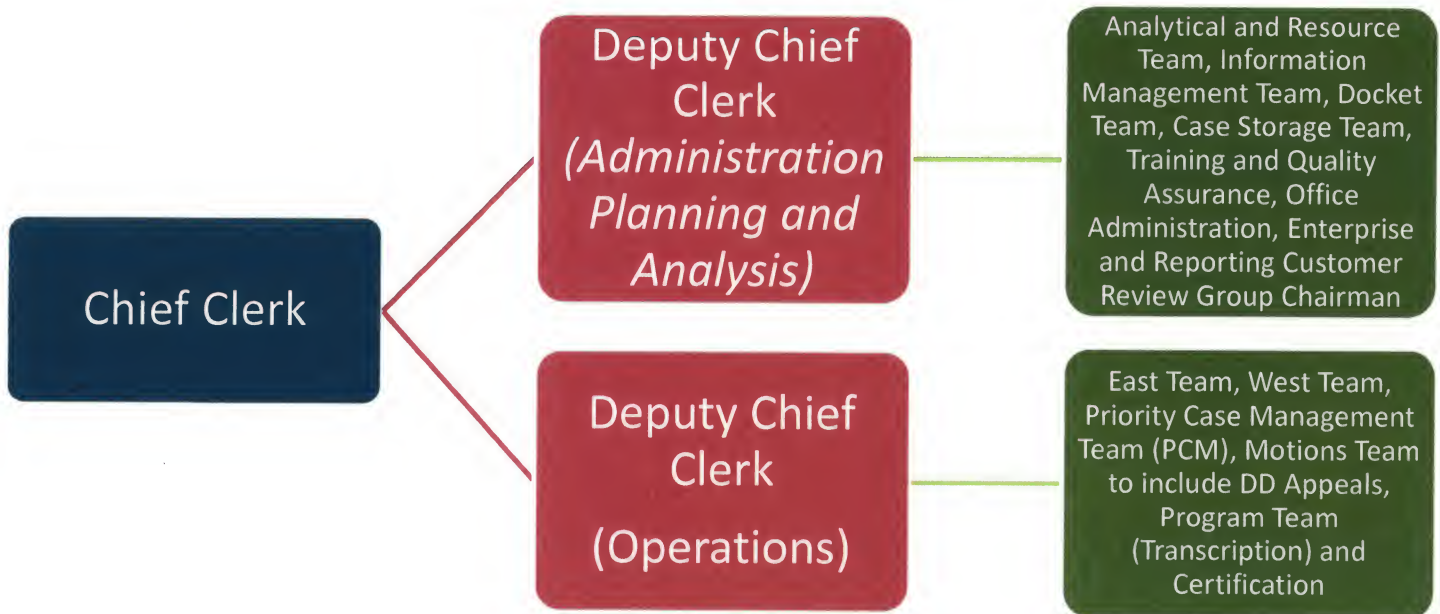 Chief Clerk
Deputy Chief
Clerk
(Administration
Planning and
Analysis)
Analytical and Resource
Team, Information
Management Team, Docket
Team, Case Storage Team,
Training and Quality
Assurance, Office
Administration, Enterprise
and Reporting Customer
Review Group Chairman
Deputy Chief
Clerk
(Operations)
East Team, West Team,
Priority Case Management
Team (PCM), Motions Team
to include DD Appeals,
Program Team
(Transcription) and
Certification